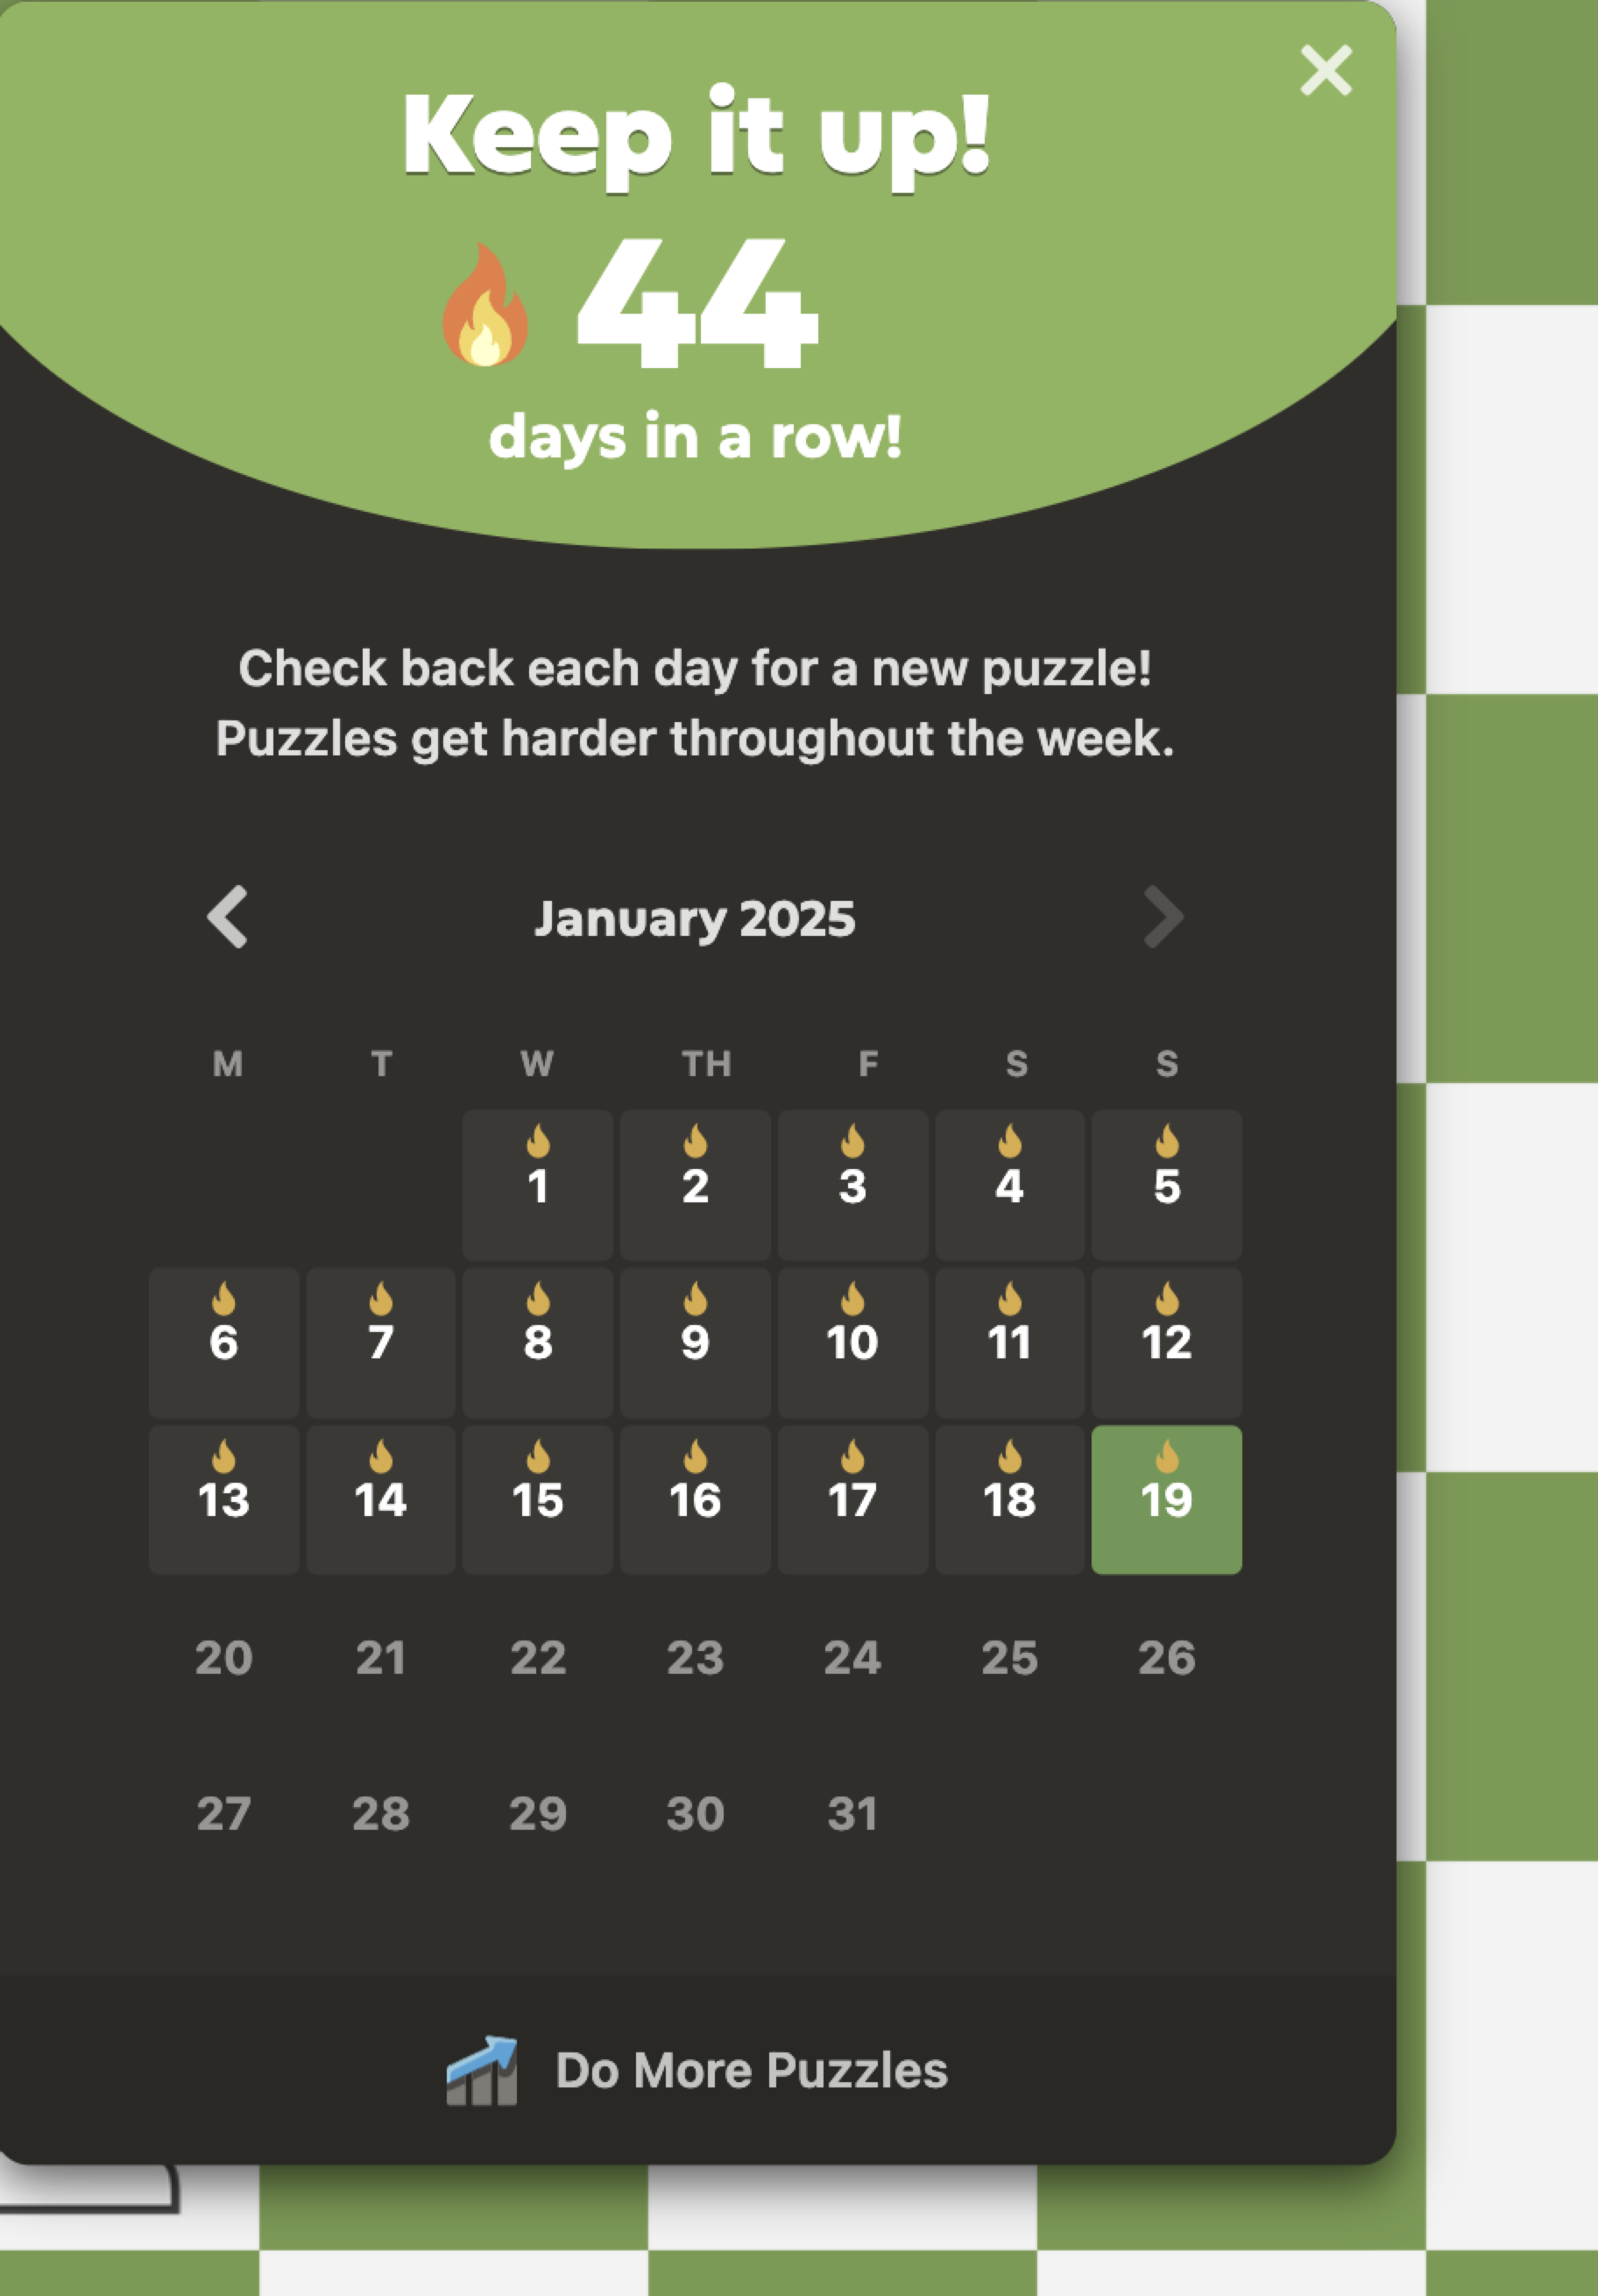 Keep it up!
44
days in a row!
Check back each day for a new puzzle!
Puzzles get harder throughout the week.
January 2025
M T W TH F S S
1 2 3 4 5
6 7 8 9 10 11 12
13 14 15 16 17 18 19
20 21 22 23 24 25 26
27 28 29 30 31
Do More Puzzles